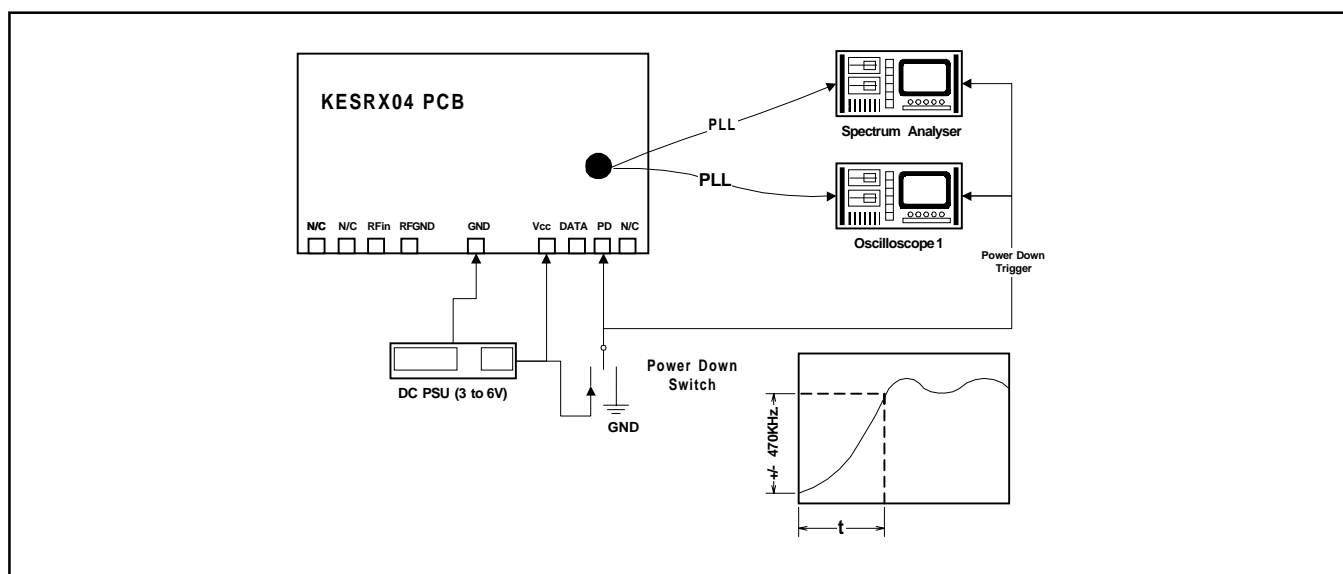 KESRX04 PCB
PLL
PLL
Spectrum Analyser
Oscilloscope 1
N/C N/C RFin RFGND GND Vcc DATA PD N/C
Power Down
Trigger
DC PSU (3 to 6V)
Power Down
Switch
GND
+/- 470KHz
t